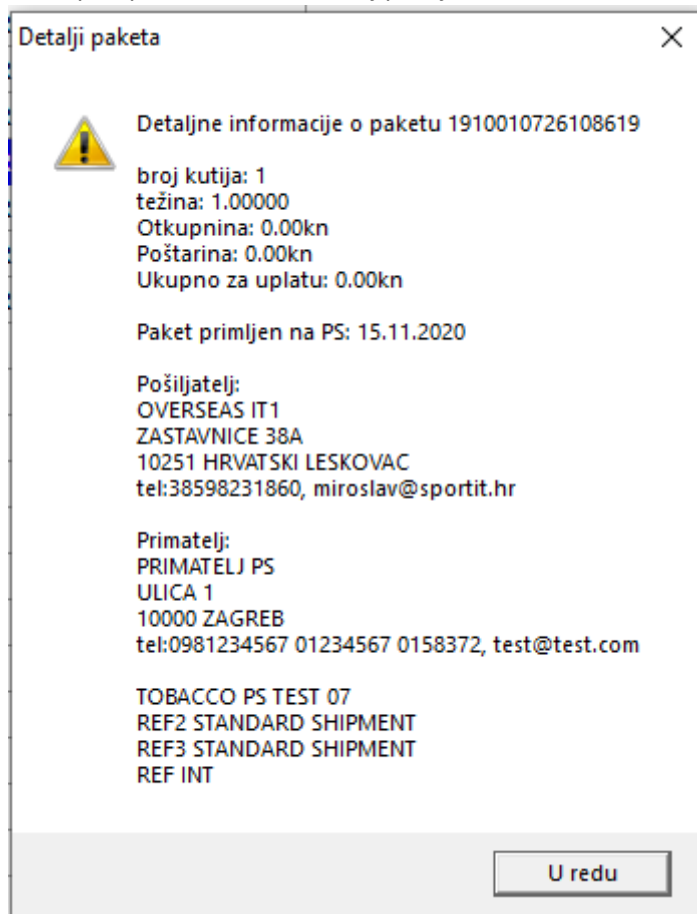 Detalji paketa
Detaljne informacije o paketu 1910010726108619
broj kutija: 1
težina: 1.00000
Otkupnina: 0.00kn
Poštarina: 0.00kn
Ukupno za uplatu: 0.00kn
Paket primljen na PS: 15.11.2020
Pošiljatelj:
OVERSEAS IT1
ZASTAVNICE 38A
10251 HRVATSKI LESKOVAC
tel:38598231860, miroslav@sportit.hr
Primatelj:
PRIMATELJ PS
ULICA 1
10000 ZAGREB
tel:0981234567 01234567 0158372, test@test.com
TOBACCO PS TEST 07
REF2 STANDARD SHIPMENT
REF3 STANDARD SHIPMENT
REF INT
U redu